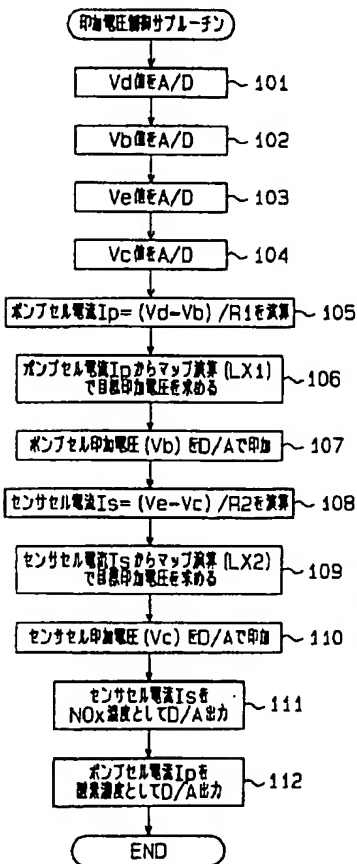 印加電圧制御サブルーチン
Vd値をA/D
101
Vb値をA/D
102
Ve値をA/D
103
Vc値をA/D
104
ポンプセル電流Ip=(Vd-Vb)/R1を演算
105
ポンプセル電流Ipからマップ演算(LX1)
で目標印加電圧を求める
106
ポンプセル印加電圧(Vb)をD/Aで印加
107
センサセル電流Is=(Ve-Vc)/R2を演算
108
センサセル電流Isからマップ演算(LX2)
で目標印加電圧を求める
109
センサセル印加電圧(Vc)をD/Aで印加
110
センサセル電流Isを
NOx濃度としてD/A出力
111
ポンプセル電流Ipを
酸素濃度としてD/A出力
112
END